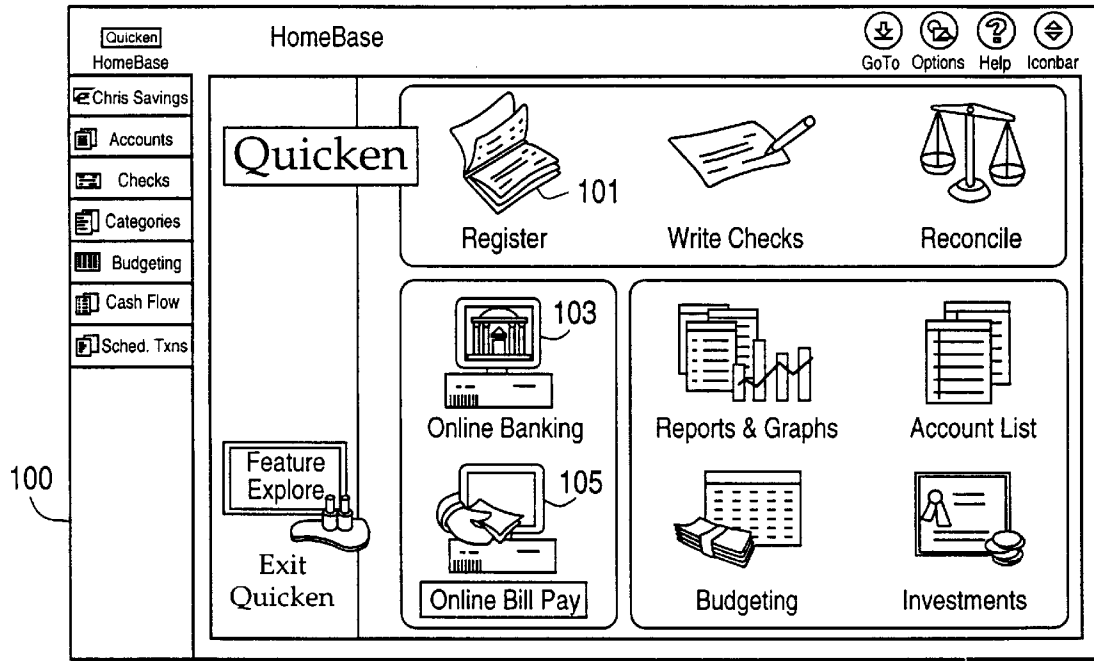 Quicken
HomeBase
HomeBase
GoTo Options Help Iconbar
Chris Savings
Accounts
Checks
Categories
Budgeting
Cash Flow
Sched. Txns
Quicken
101
Register
Write Checks
Reconcile
103
Online Banking
Reports & Graphs
Account List
100
Feature
Explore
105
Exit
Quicken
Online Bill Pay
Budgeting
Investments